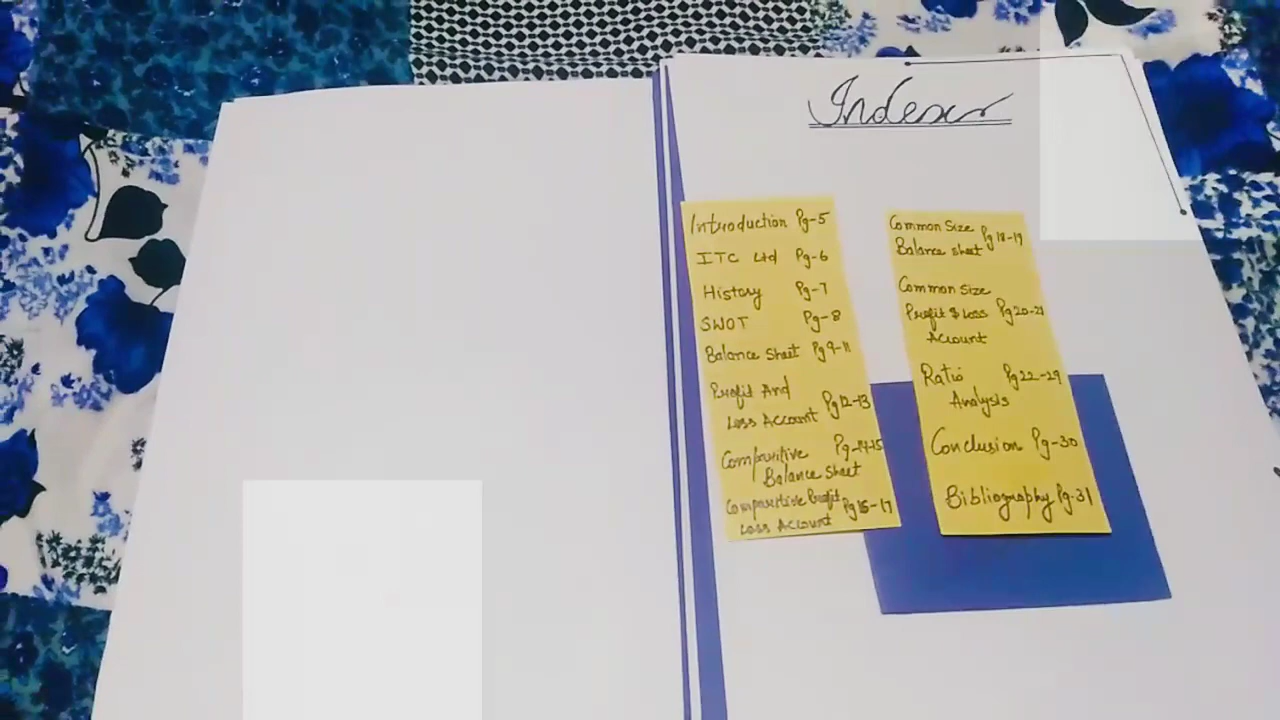 Index
Introduction Pg-5
ITC Ltd Pg-6
History Pg-7
SWOT Pg-8
Balance Sheet Pg 9-11
Profit And
Loss Account Pg 12-13
Comparitive Pg-14-15
Balance Sheet
Comparitive Profit
Loss Account Pg 16-17
Common Size
Balance Sheet Pg 18-19
Common Size
Profit & Loss Pg 20-21
Account
Ratio Pg 22-29
Analysis
Conclusion Pg-30
Bibliography Pg-31